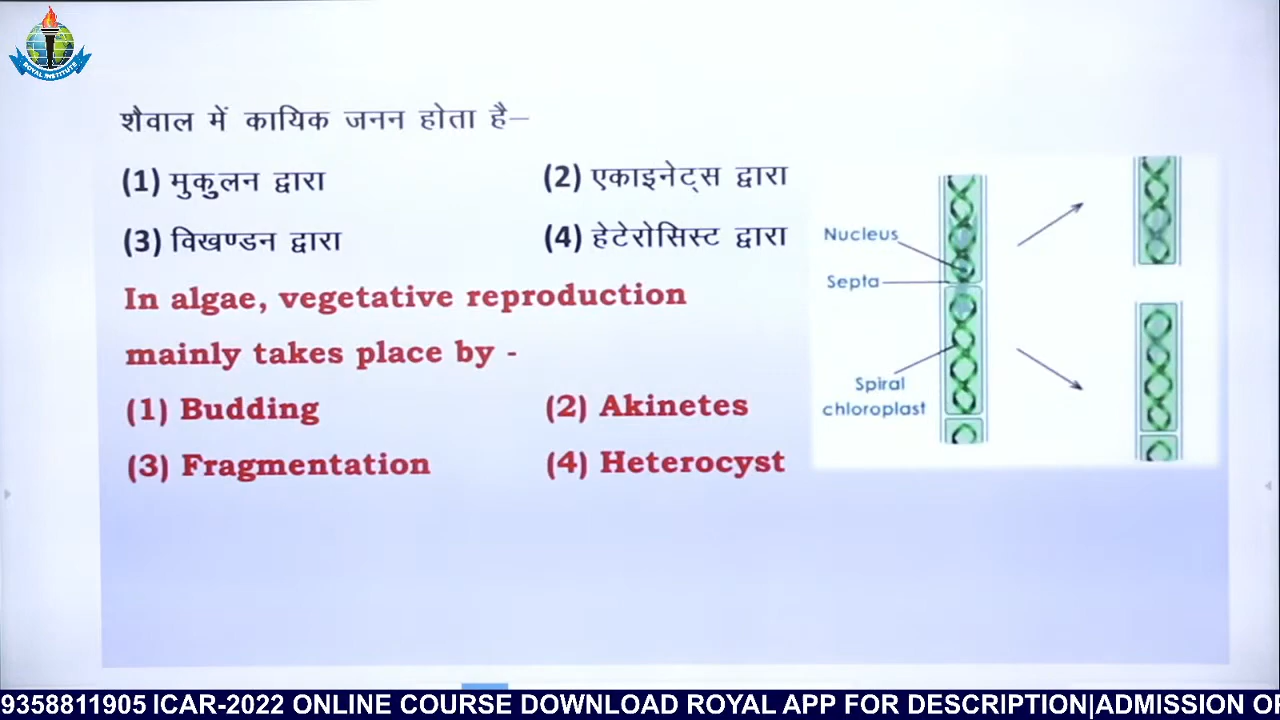 ROYAL INSTITUTE
शैवाल में कायिक जनन होता है–
(1) मुकुलन द्वारा
(2) एकाइनेट्स द्वारा
(3) विखण्डन द्वारा
(4) हेटेरोसिस्ट द्वारा
In algae, vegetative reproduction
mainly takes place by -
(1) Budding
(2) Akinetes
(3) Fragmentation
(4) Heterocyst
Nucleus
Septa
Spiral
chloroplast
9358811905 ICAR-2022 ONLINE COURSE DOWNLOAD ROYAL APP FOR DESCRIPTION|ADMISSION